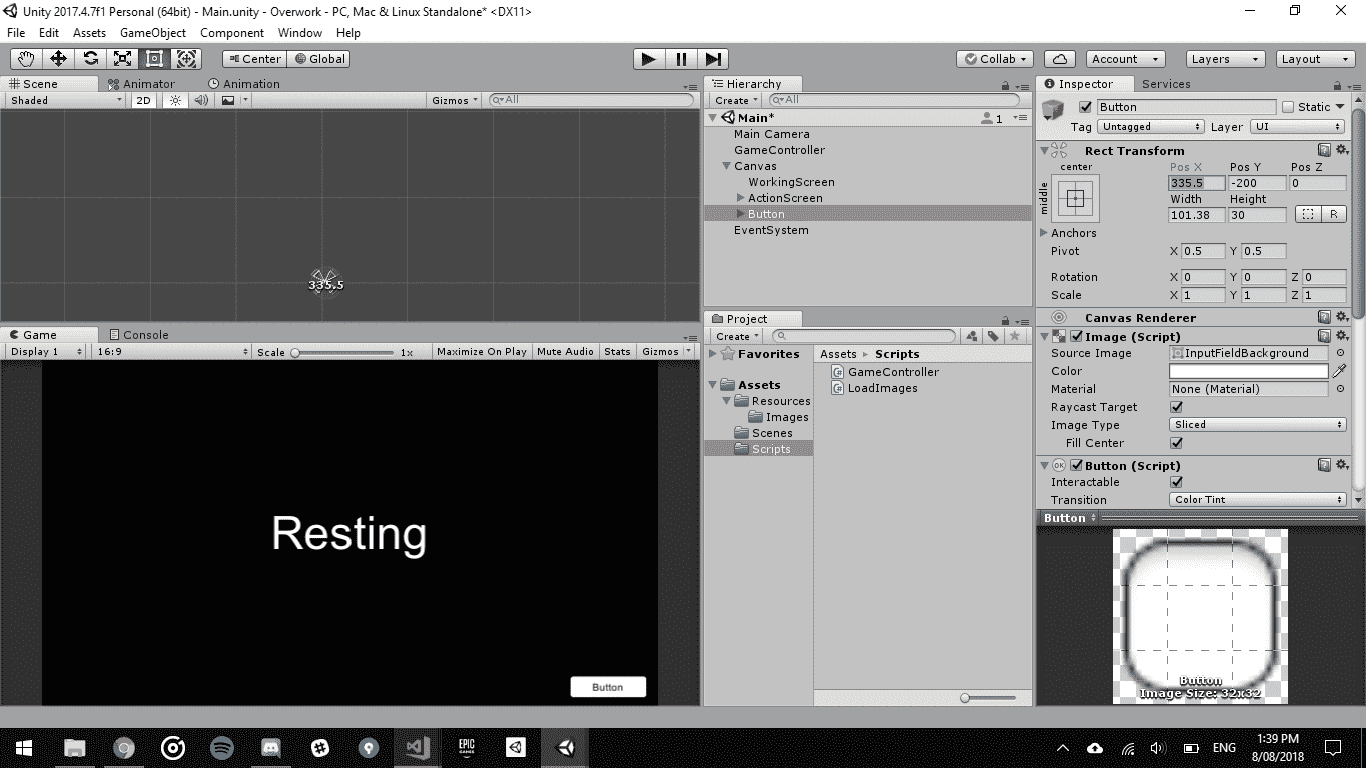 Unity 2017.4.7f1 Personal (64bit) - Main.unity - Overwork - PC, Mac & Linux Standalone* <DX11>
File Edit Assets GameObject Component Window Help
Center Global
Collab Account Layers Layout
Scene Animator Animation
Shaded 2D Gizmos All
335.5
Game Console
Display 1 16:9 Scale 1x Maximize On Play Mute Audio Stats Gizmos
Resting
Button
Hierarchy
Create All
Main* 1
Main Camera
GameController
Canvas
WorkingScreen
ActionScreen
Button
EventSystem
Project
Create
Favorites
Assets
Resources
Images
Scenes
Scripts
Assets Scripts
GameController
LoadImages
Inspector Services
Button Static
Tag Untagged Layer UI
Rect Transform
center Pos X Pos Y Pos Z
middle
335.5 -200 0
Width Height
101.38 30 R
Anchors
Pivot X 0.5 Y 0.5
Rotation X 0 Y 0 Z 0
Scale X 1 Y 1 Z 1
Canvas Renderer
Image (Script)
Source Image InputFieldBackground
Color
Material None (Material)
Raycast Target
Image Type Sliced
Fill Center
OK Button (Script)
Interactable
Transition Color Tint
Button
Button
Image Size: 32x32
EPIC
GAMES
ENG
1:39 PM
8/08/2018